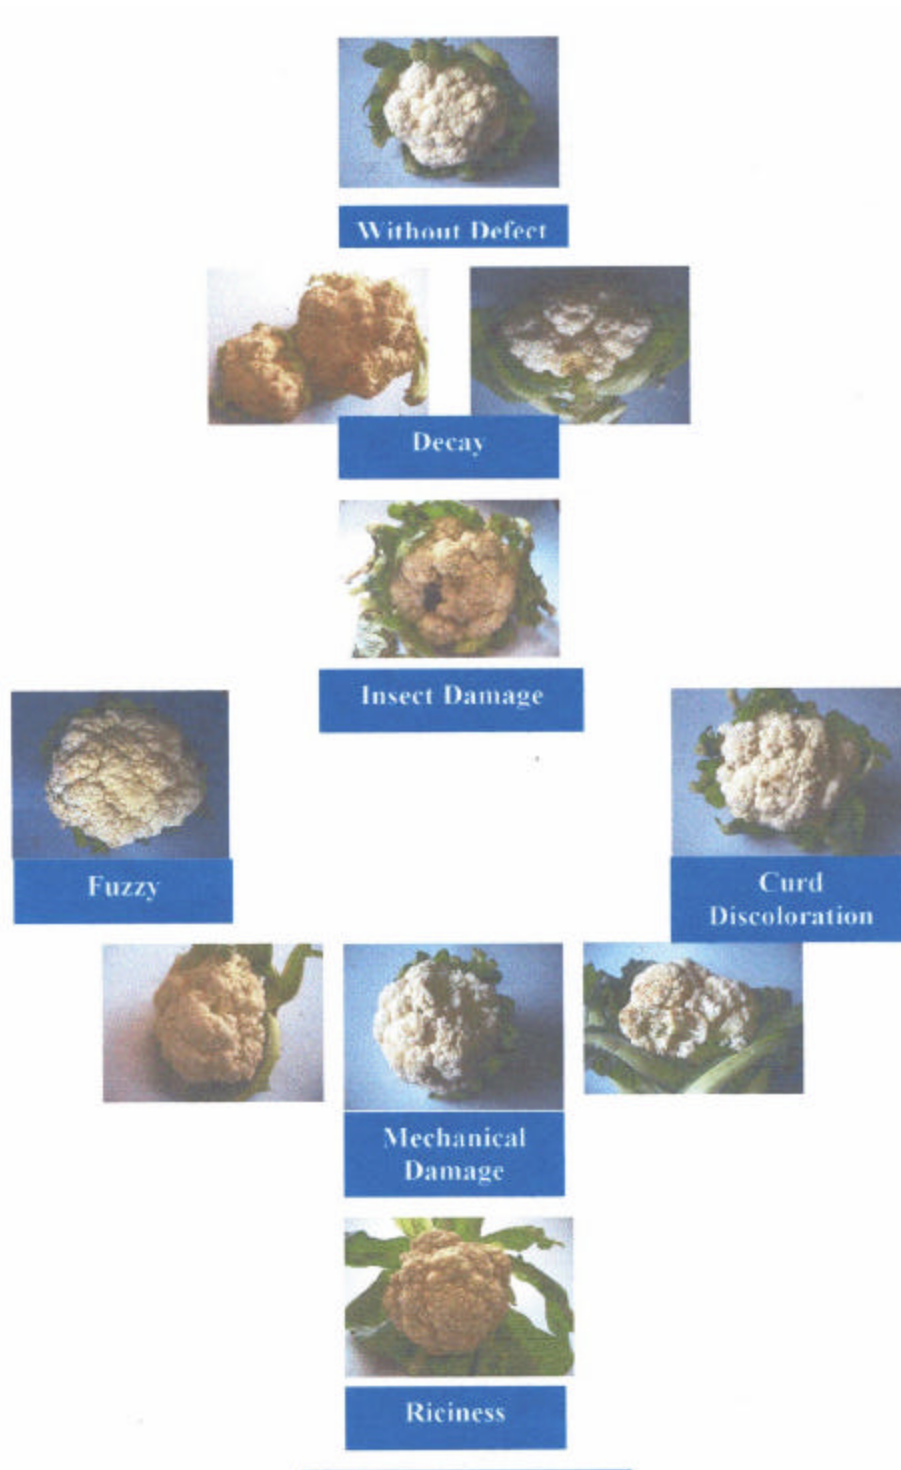 Without Defect
Decay
Insect Damage
Fuzzy
Curd
Discoloration
Mechanical
Damage
Riciness